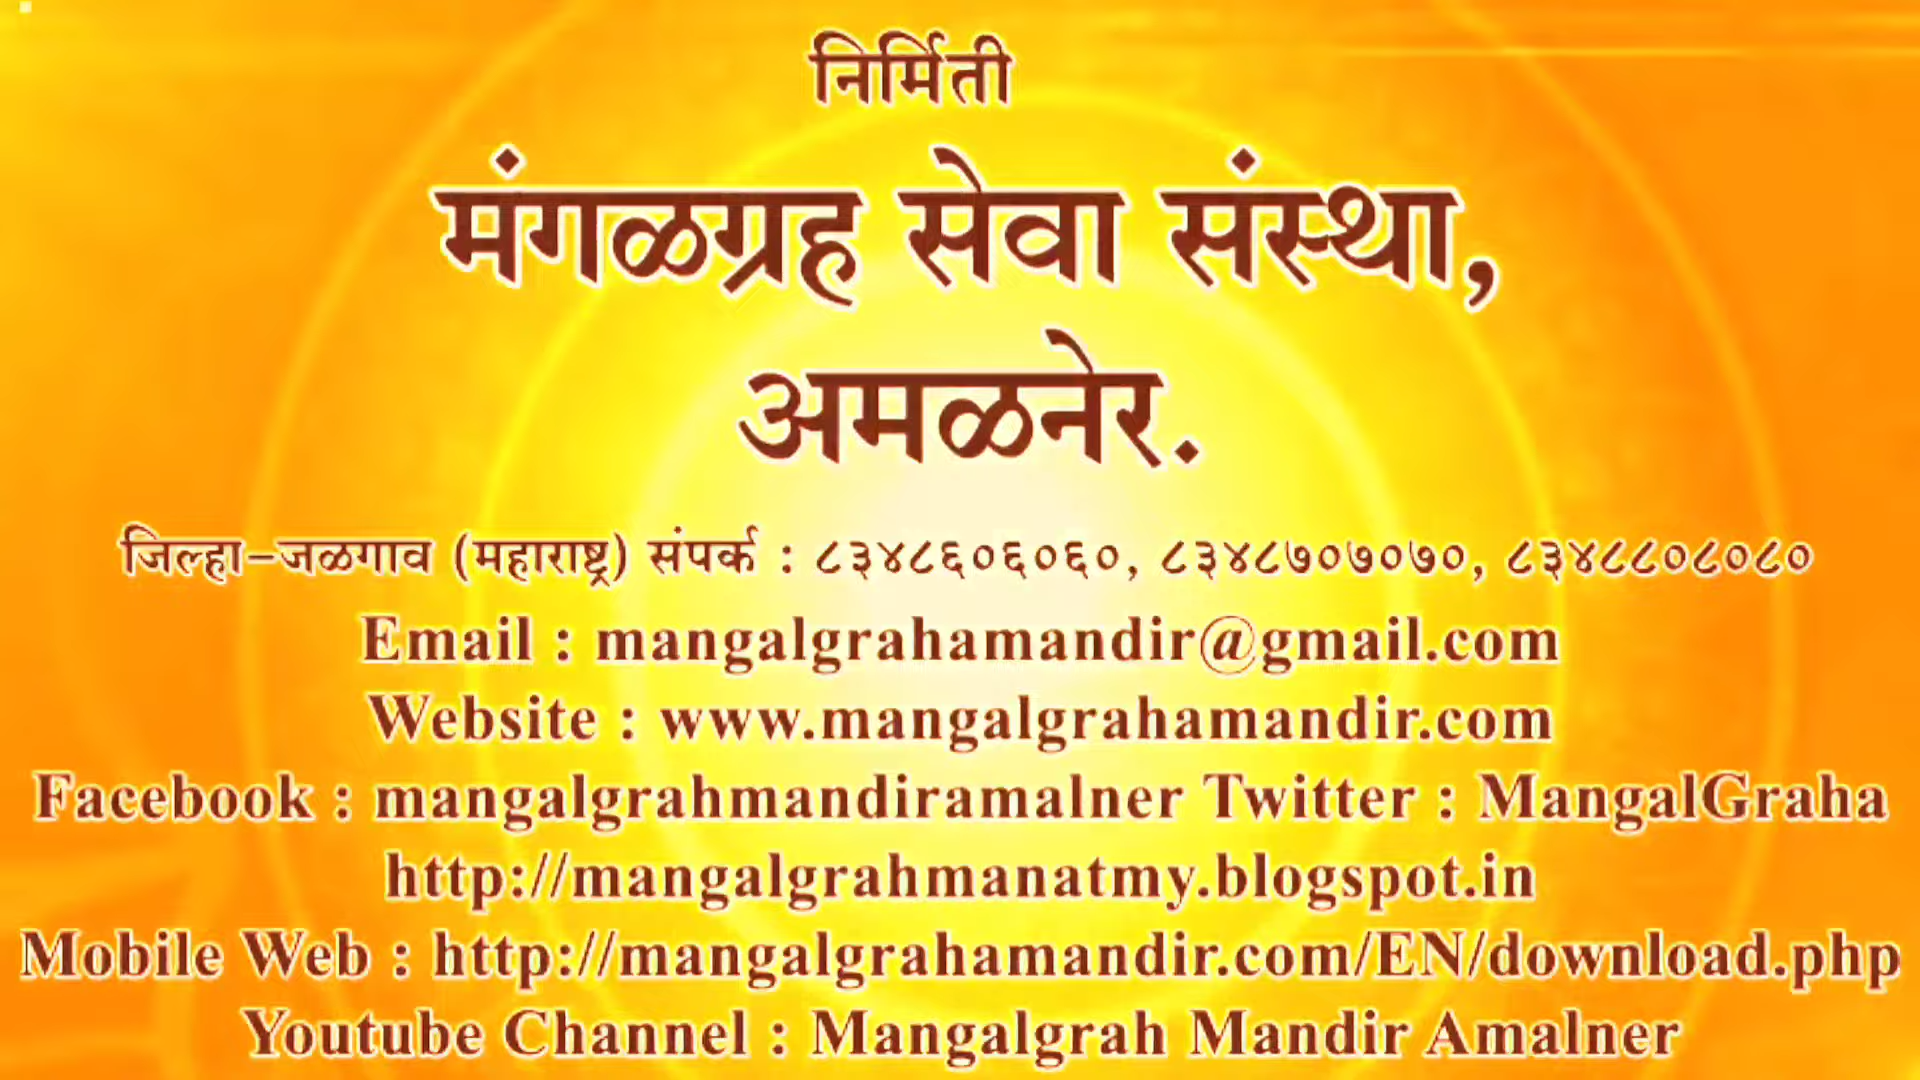 निर्मिती
मंगळग्रह सेवा संस्था,
अमळनेर.
जिल्हा-जळगाव (महाराष्ट्र) संपर्क : ८३४८६०६०६०, ८३४८७०७०७०, ८३४८८०८०८०
Email : mangalgrahamandir@gmail.com
Website : www.mangalgrahamandir.com
Facebook : mangalgrahmandiramalner Twitter : MangalGraha
http://mangalgrahmanatmy.blogspot.in
Mobile Web : http://mangalgrahamandir.com/EN/download.php
Youtube Channel : Mangalgrah Mandir Amalner